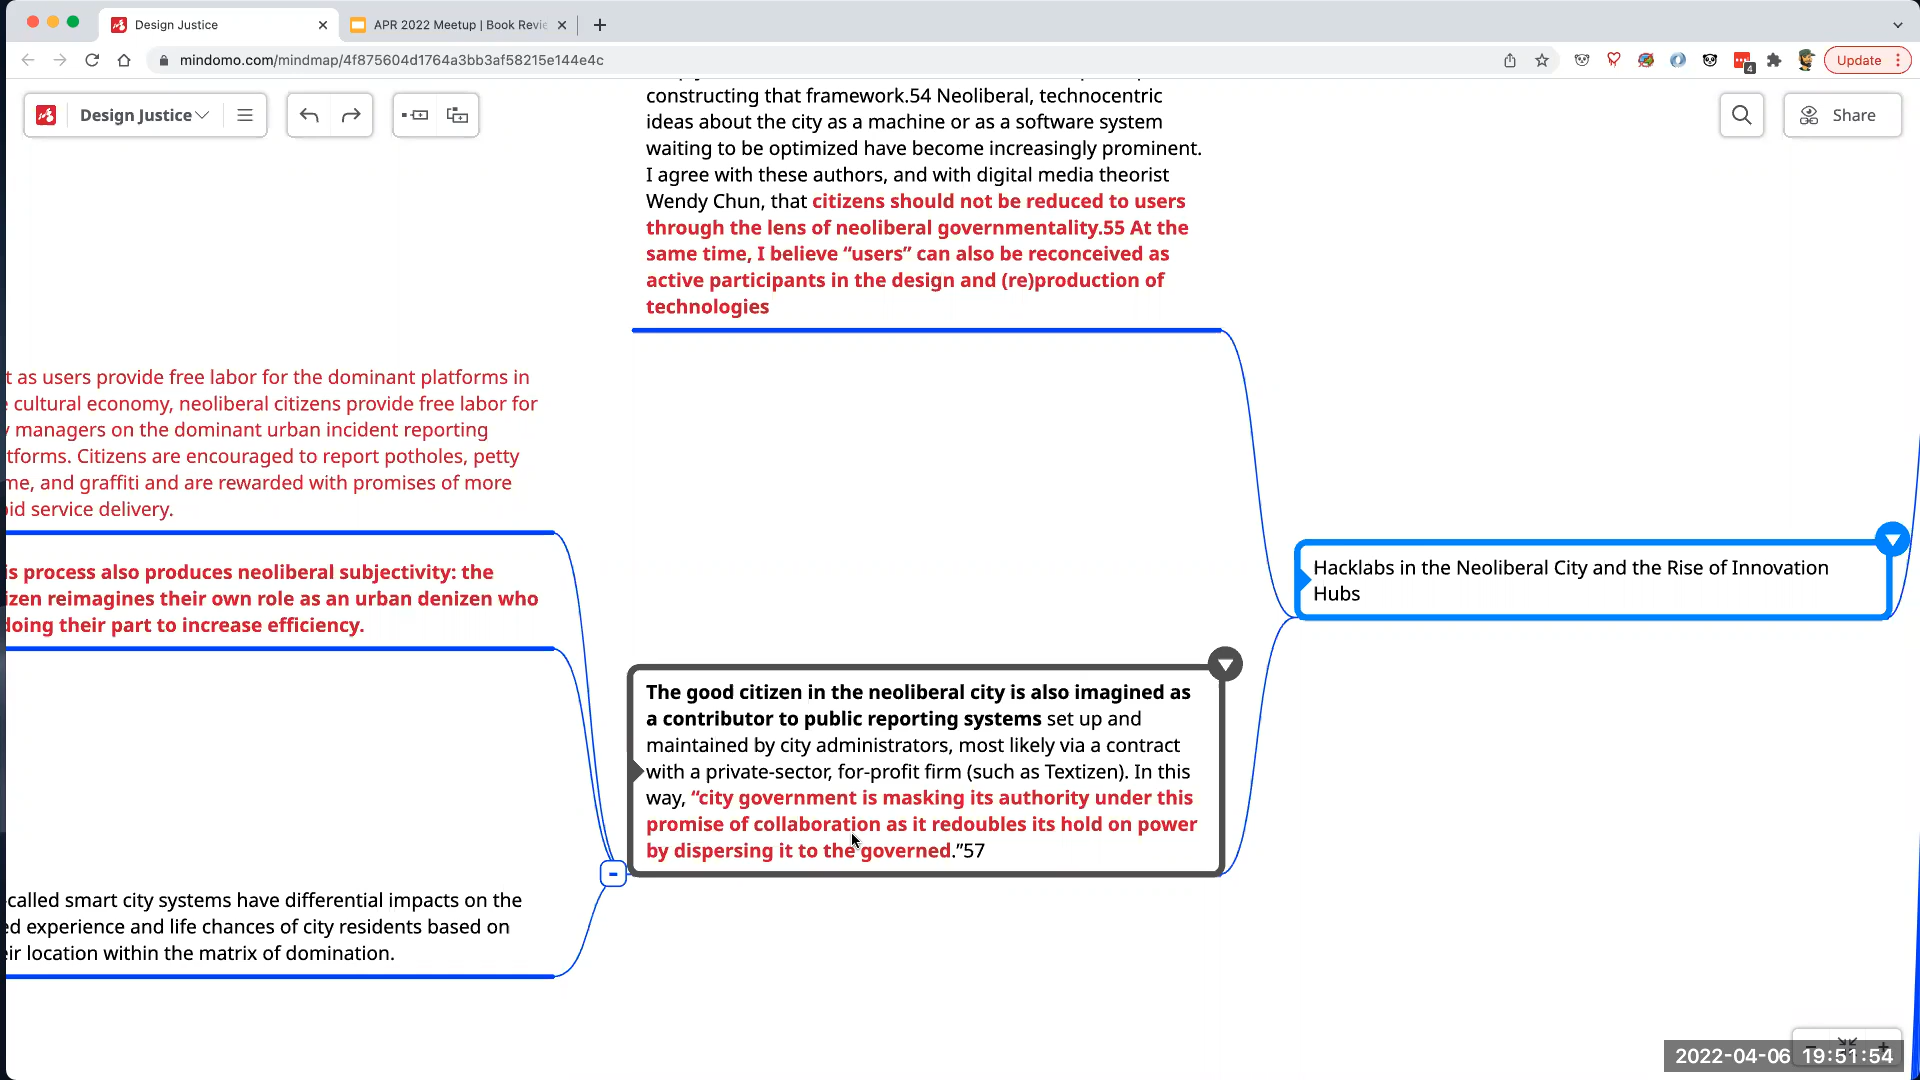 Design Justice
APR 2022 Meetup | Book Revie
mindomo.com/mindmap/4f875604d1764a3bb3af58215e144e4c
Update
4
Design Justice
Share
constructing that framework.54 Neoliberal, technocentric
ideas about the city as a machine or as a software system
waiting to be optimized have become increasingly prominent.
I agree with these authors, and with digital media theorist
Wendy Chun, that citizens should not be reduced to users
through the lens of neoliberal governmentality.55 At the
same time, I believe “users” can also be reconceived as
active participants in the design and (re)production of
technologies
t as users provide free labor for the dominant platforms in
cultural economy, neoliberal citizens provide free labor for
managers on the dominant urban incident reporting
tforms. Citizens are encouraged to report potholes, petty
me, and graffiti and are rewarded with promises of more
id service delivery.
is process also produces neoliberal subjectivity: the
izen reimagines their own role as an urban denizen who
doing their part to increase efficiency.
called smart city systems have differential impacts on the
ed experience and life chances of city residents based on
eir location within the matrix of domination.
The good citizen in the neoliberal city is also imagined as
a contributor to public reporting systems set up and
maintained by city administrators, most likely via a contract
with a private-sector, for-profit firm (such as Textizen). In this
way, “city government is masking its authority under this
promise of collaboration as it redoubles its hold on power
by dispersing it to the governed.”57
Hacklabs in the Neoliberal City and the Rise of Innovation
Hubs
2022-04-06 19:51:54